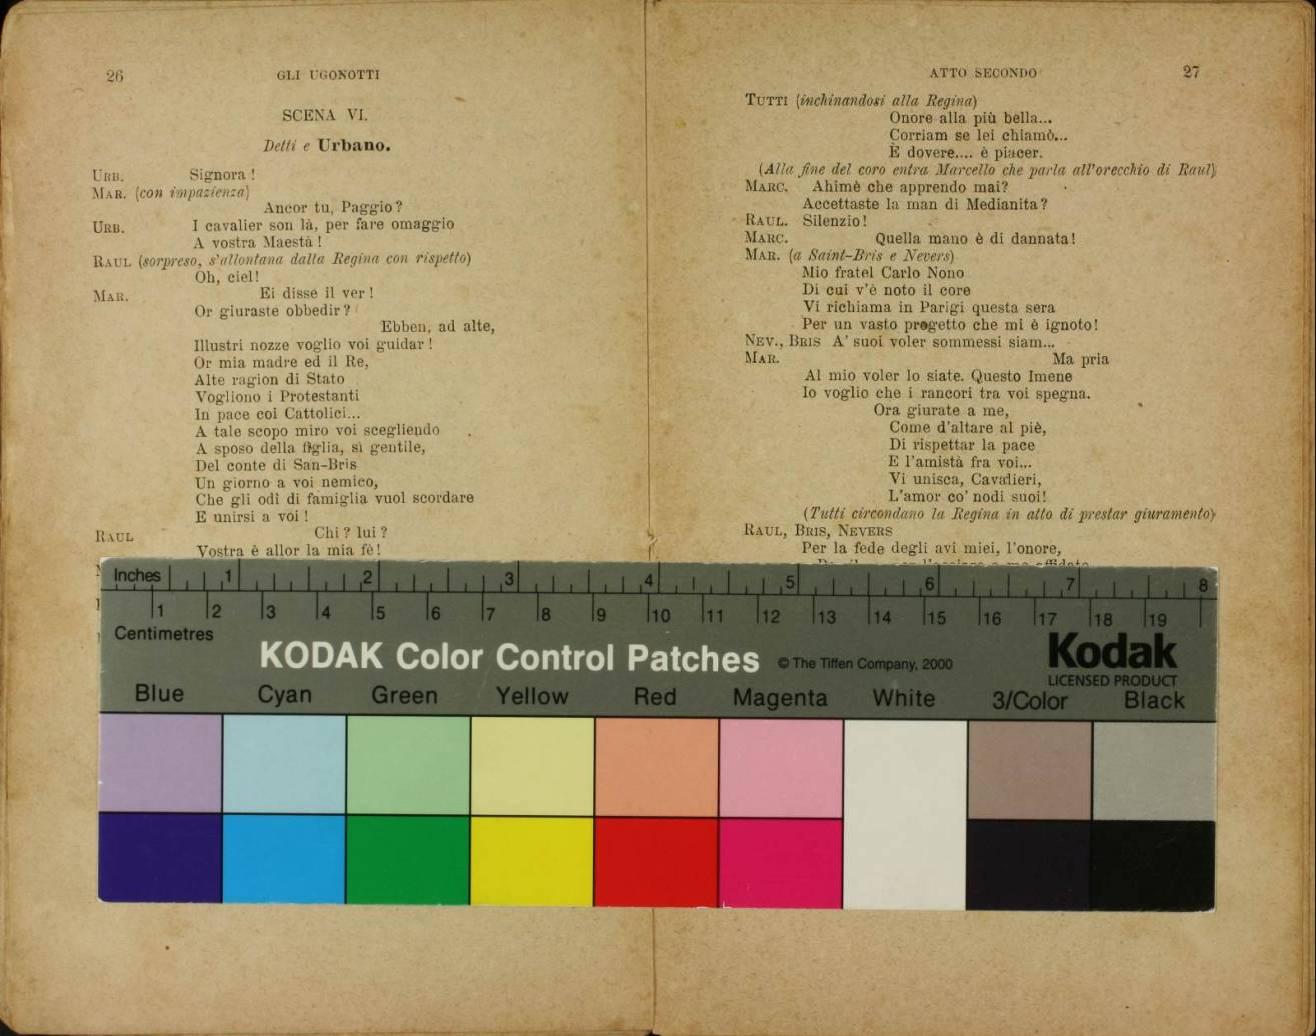 26
GLI UGONOTTI
SCENA VI.
Detti e Urbano.
URB. Signora !
MAR. (con impazienza)
Ancor tu, Paggio ?
URB. I cavalier son là, per fare omaggio
A vostra Maestà !
RAUL (sorpreso, s'allontana dalla Regina con rispetto)
Oh, ciel!
MAR. Ei disse il ver !
Or giuraste obbedir ?
Ebben, ad alte,
Illustri nozze voglio voi guidar !
Or mia madre ed il Re,
Alte ragion di Stato
Vogliono i Protestanti
In pace coi Cattolici...
A tale scopo miro voi scegliendo
A sposo della figlia, sì gentile,
Del conte di San-Bris
Un giorno a voi nemico,
Che gli odî di famiglia vuol scordare
E unirsi a voi !
RAUL Chi ? lui ?
Vostra è allor la mia fè!
ATTO SECONDO
27
TUTTI (inchinandosi alla Regina)
Onore alla più bella...
Corriam se lei chiamò...
È dovere.... è piacer.
(Alla fine del coro entra Marcello che parla all'orecchio di Raul)
MARC. Ahimè che apprendo mai?
Accettaste la man di Medianita ?
RAUL. Silenzio !
MARC. Quella mano è di dannata !
MAR. (a Saint-Bris e Nevers)
Mio fratel Carlo Nono
Di cui v'è noto il core
Vi richiama in Parigi questa sera
Per un vasto progetto che mi è ignoto !
NEV., BRIS A' suoi voler sommessi siam...
MAR. Ma pria
Al mio voler lo siate. Questo Imene
Io voglio che i rancori tra voi spegna.
Ora giurate a me,
Come d'altare al piè,
Di rispettar la pace
E l'amistà fra voi...
Vi unisca, Cavalieri,
L'amor co' nodi suoi!
(Tutti circondano la Regina in atto di prestar giuramento)
RAUL, BRIS, NEVERS
Per la fede degli avi miei, l'onore,
Inches 1 2 3 4 5 6 7 8
1 2 3 4 5 6 7 8 9 10 11 12 13 14 15 16 17 18 19
Centimetres
KODAK Color Control Patches © The Tiffen Company, 2000
Kodak
LICENSED PRODUCT
Blue Cyan Green Yellow Red Magenta White 3/Color Black